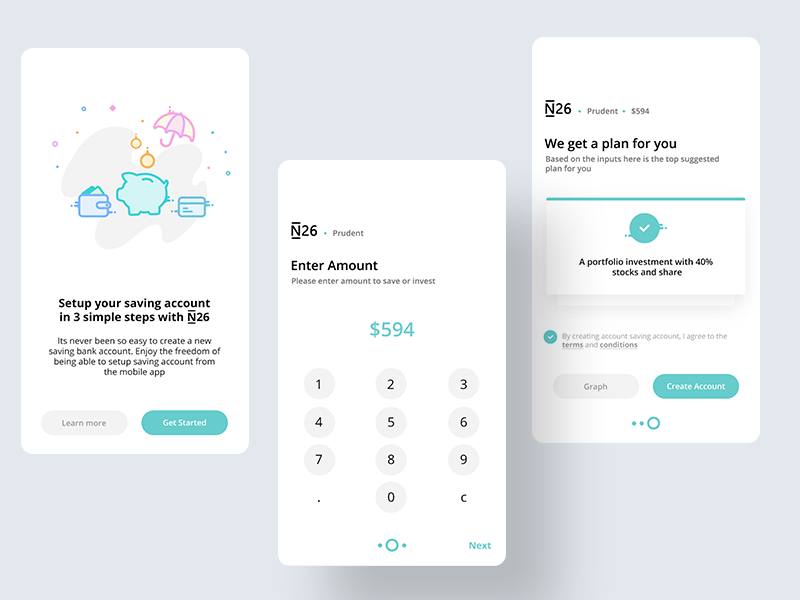 Setup your saving account
in 3 simple steps with N26
Its never been so easy to create a new
saving bank account. Enjoy the freedom of
being able to setup saving account from
the mobile app
Learn more
Get Started
N26 • Prudent
Enter Amount
Please enter amount to save or invest
$594
1 2 3
4 5 6
7 8 9
. 0 c
Next
N26 • Prudent • $594
We get a plan for you
Based on the inputs here is the top suggested
plan for you
A portfolio investment with 40%
stocks and share
By creating account saving account, I agree to the
terms and conditions
Graph
Create Account